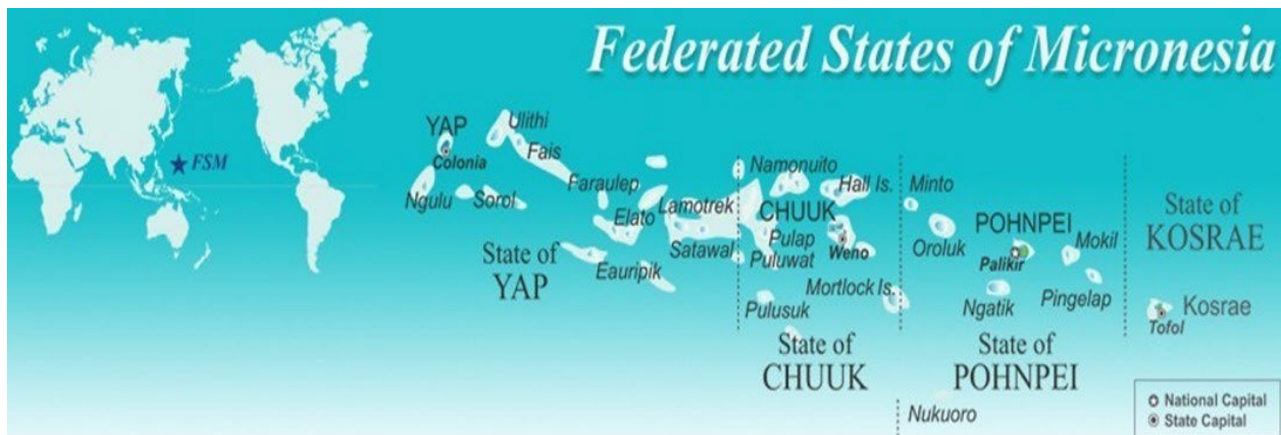 Federated States of Micronesia
FSM
YAP
Colonia
Ulithi
Fais
Ngulu
Sorol
Faraulep
Elato
Lamotrek
Satawal
Eauripik
State of
YAP
Namonuito
Hall Is.
CHUUK
Pulap
Puluwat
Weno
Mortlock Is.
Pulusuk
State of
CHUUK
Minto
Oroluk
POHNPEI
Palikir
Mokil
Ngatik
Pingelap
State of
POHNPEI
Nukuoro
State of
KOSRAE
Kosrae
Tofol
National Capital
State Capital